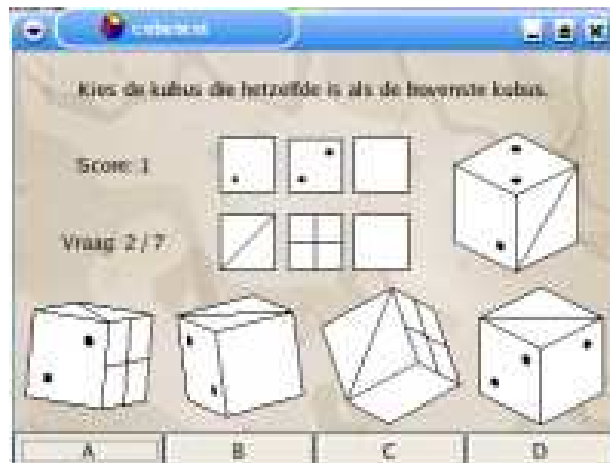 Kies de kubus die hetzelfde is als de bovenste kubus.
Score: 1
Vraag: 2 / 7
A B C D